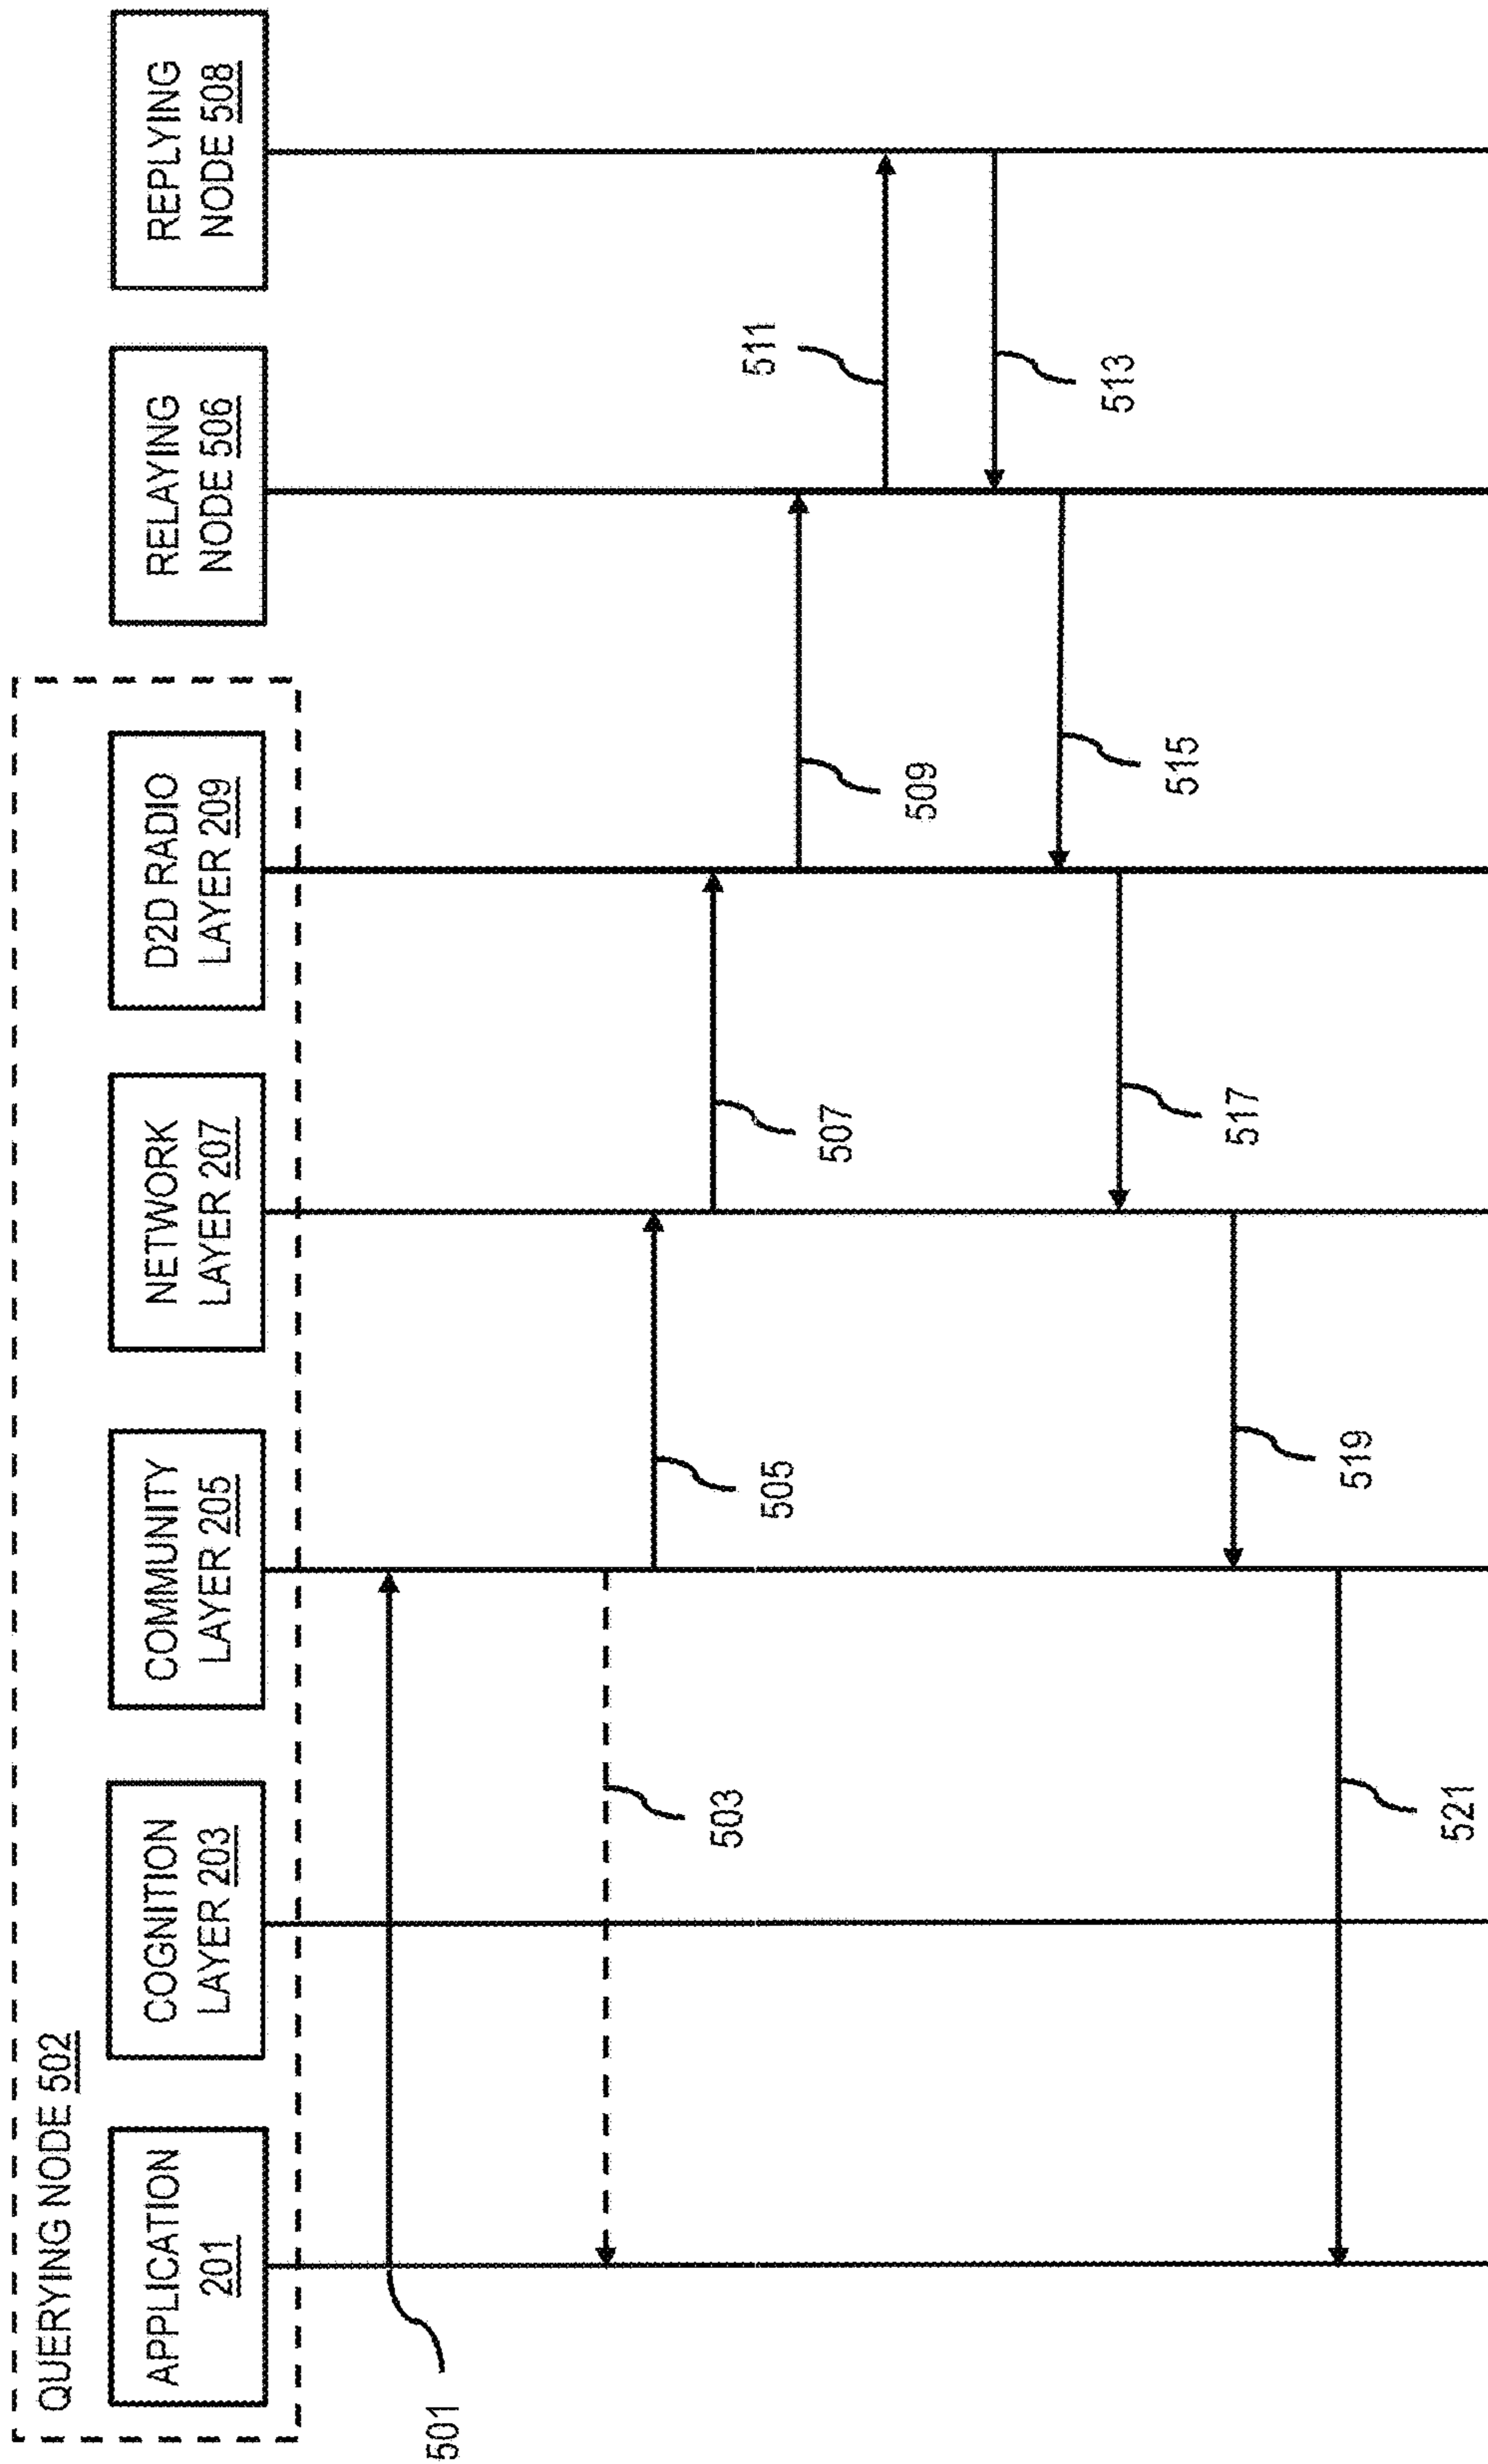 QUERYING NODE 502
APPLICATION
201
COGNITION
LAYER 203
COMMUNITY
LAYER 205
NETWORK
LAYER 207
D2D RADIO
LAYER 209
RELAYING
NODE 506
REPLYING
NODE 508
501
503
505
507
509
511
513
515
517
519
521